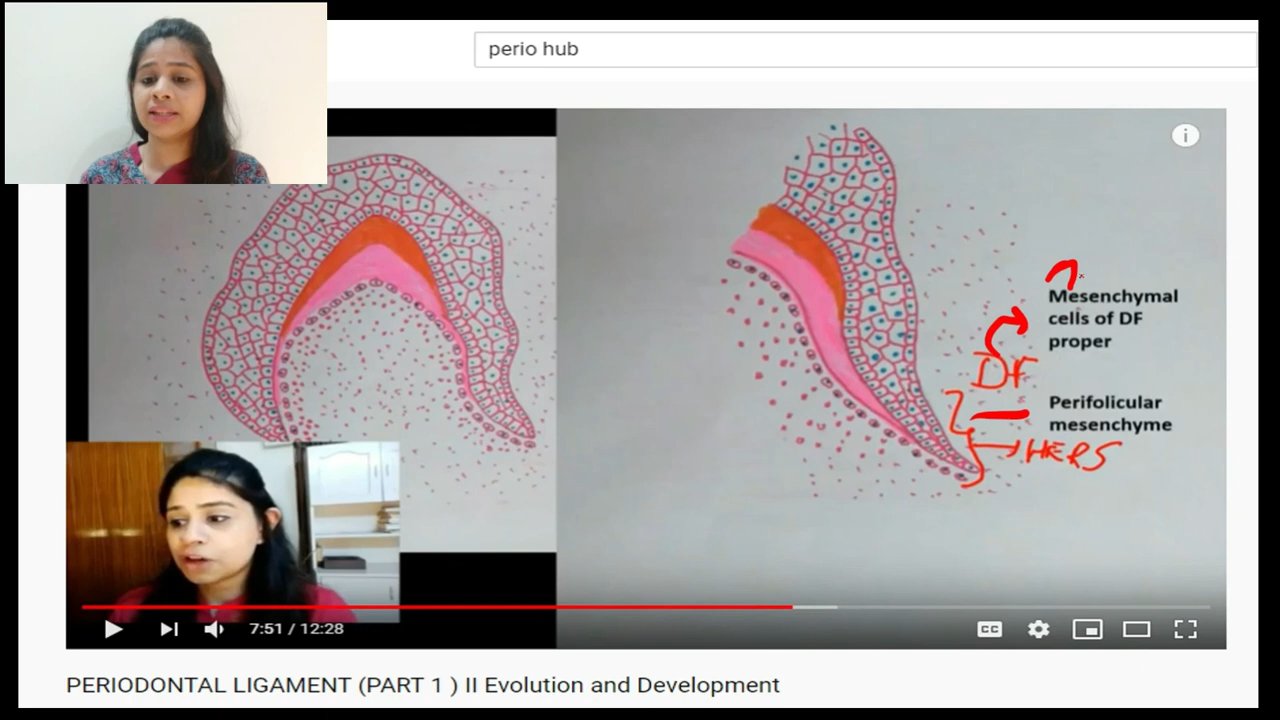 perio hub
i
Mesenchymal
cells of DF
proper
DF
Perifolicular
mesenchyme
HERS
7:51 / 12:28
CC
PERIODONTAL LIGAMENT (PART 1 ) II Evolution and Development